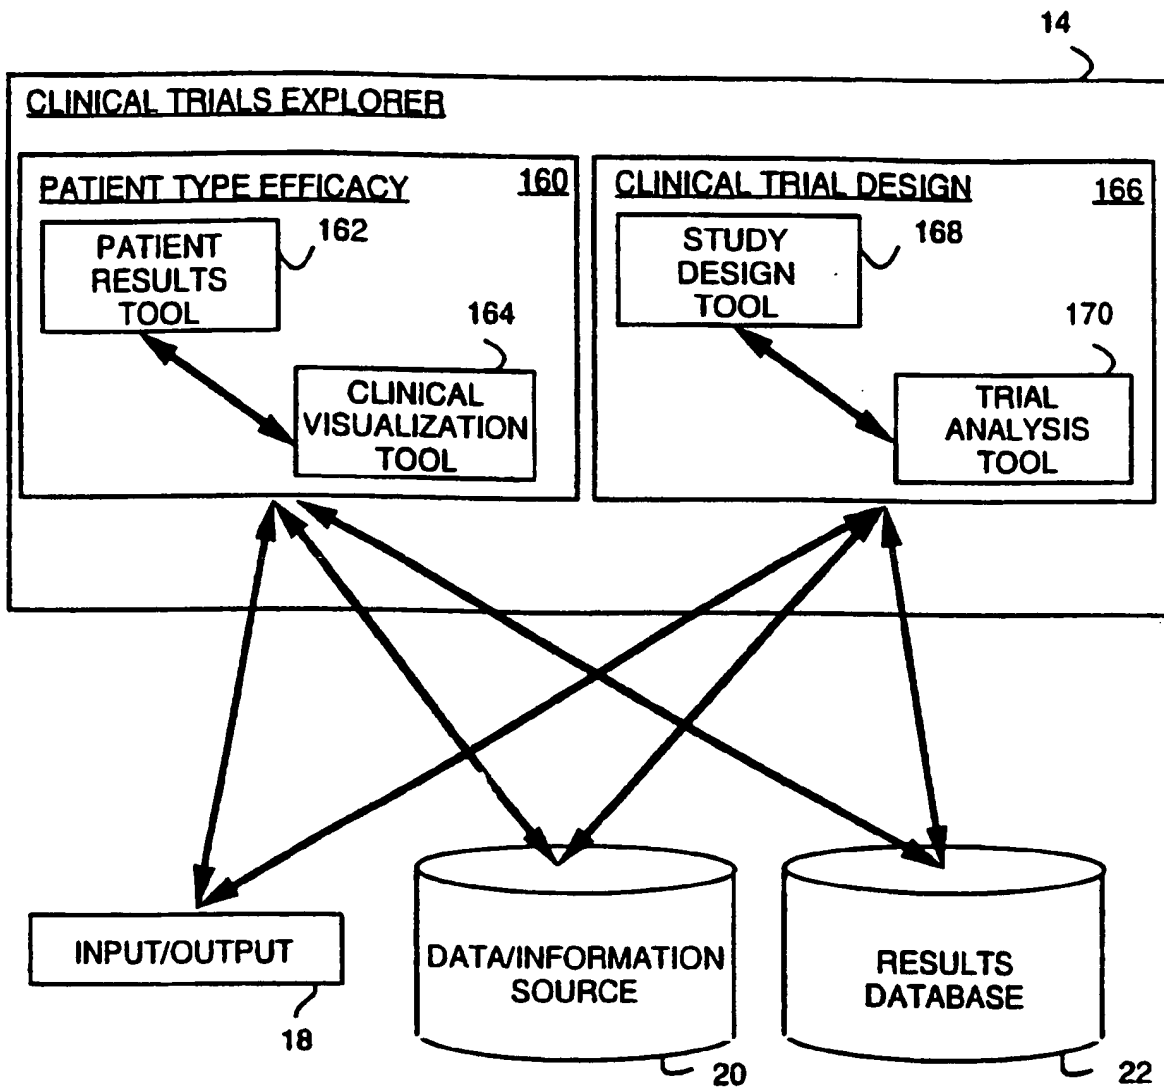 14
CLINICAL TRIALS EXPLORER
PATIENT TYPE EFFICACY 160
PATIENT
RESULTS
TOOL
162
164
CLINICAL
VISUALIZATION
TOOL
CLINICAL TRIAL DESIGN 166
STUDY
DESIGN
TOOL
168
170
TRIAL
ANALYSIS
TOOL
INPUT/OUTPUT
18
DATA/INFORMATION
SOURCE
20
RESULTS
DATABASE
22